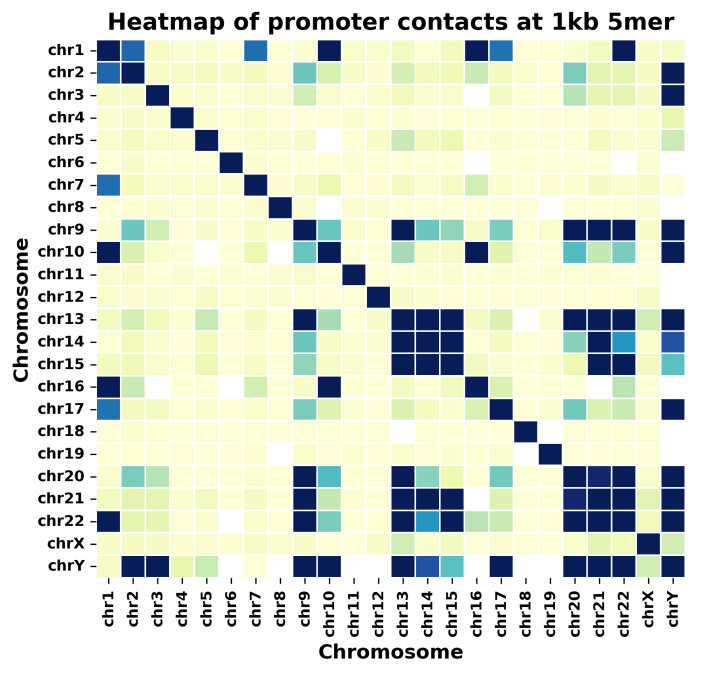 Heatmap of promoter contacts at 1kb 5mer
chr1
chr2
chr3
chr4
chr5
chr6
chr7
chr8
chr9
chr10
chr11
chr12
chr13
chr14
chr15
chr16
chr17
chr18
chr19
chr20
chr21
chr22
chrX
chrY
Chromosome
chr1 chr2 chr3 chr4 chr5 chr6 chr7 chr8 chr9 chr10 chr11 chr12 chr13 chr14 chr15 chr16 chr17 chr18 chr19 chr20 chr21 chr22 chrX chrY
Chromosome